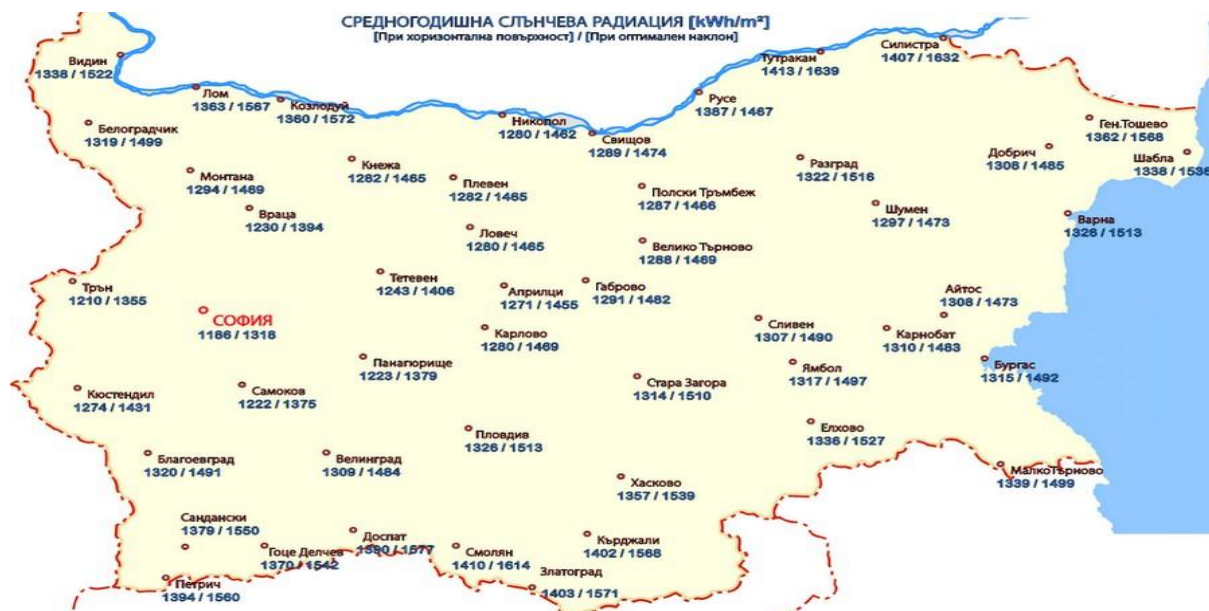 СРЕДНОГОДИШНА СЛЪНЧЕВА РАДИАЦИЯ [kWh/m²]
[При хоризонтална повърхност] / [При оптимален наклон]
Видин
1338 / 1522
Лом
1363 / 1567
Козлодуй
1360 / 1572
Белоградчик
1319 / 1499
Монтана
1294 / 1469
Враца
1230 / 1394
Кнежа
1282 / 1465
Плевен
1282 / 1465
Никопол
1280 / 1462
Свищов
1289 / 1474
Русе
1387 / 1467
Тутракан
1413 / 1639
Силистра
1407 / 1632
Ген.Тошево
1362 / 1568
Добрич
1308 / 1485
Шабла
1338 / 1536
Разград
1322 / 1516
Полски Тръмбеж
1287 / 1466
Шумен
1297 / 1473
Варна
1326 / 1513
Ловеч
1280 / 1465
Велико Търново
1288 / 1469
Тетевен
1243 / 1406
Априлци
1271 / 1455
Габрово
1291 / 1482
Трън
1210 / 1355
СОФИЯ
1186 / 1318
Карлово
1280 / 1469
Сливен
1307 / 1490
Айтос
1308 / 1473
Карнобат
1310 / 1483
Панагюрище
1223 / 1379
Ямбол
1317 / 1497
Бургас
1315 / 1492
Кюстендил
1274 / 1431
Самоков
1222 / 1375
Стара Загора
1314 / 1510
Пловдив
1326 / 1513
Елхово
1336 / 1527
Благоевград
1320 / 1491
Велинград
1309 / 1484
Хасково
1357 / 1539
МалкоТърново
1339 / 1499
Сандански
1379 / 1550
Гоце Делчев
1370 / 1542
Доспат
1390 / 1577
Смолян
1410 / 1614
Кърджали
1402 / 1568
Златоград
1403 / 1571
Петрич
1394 / 1560